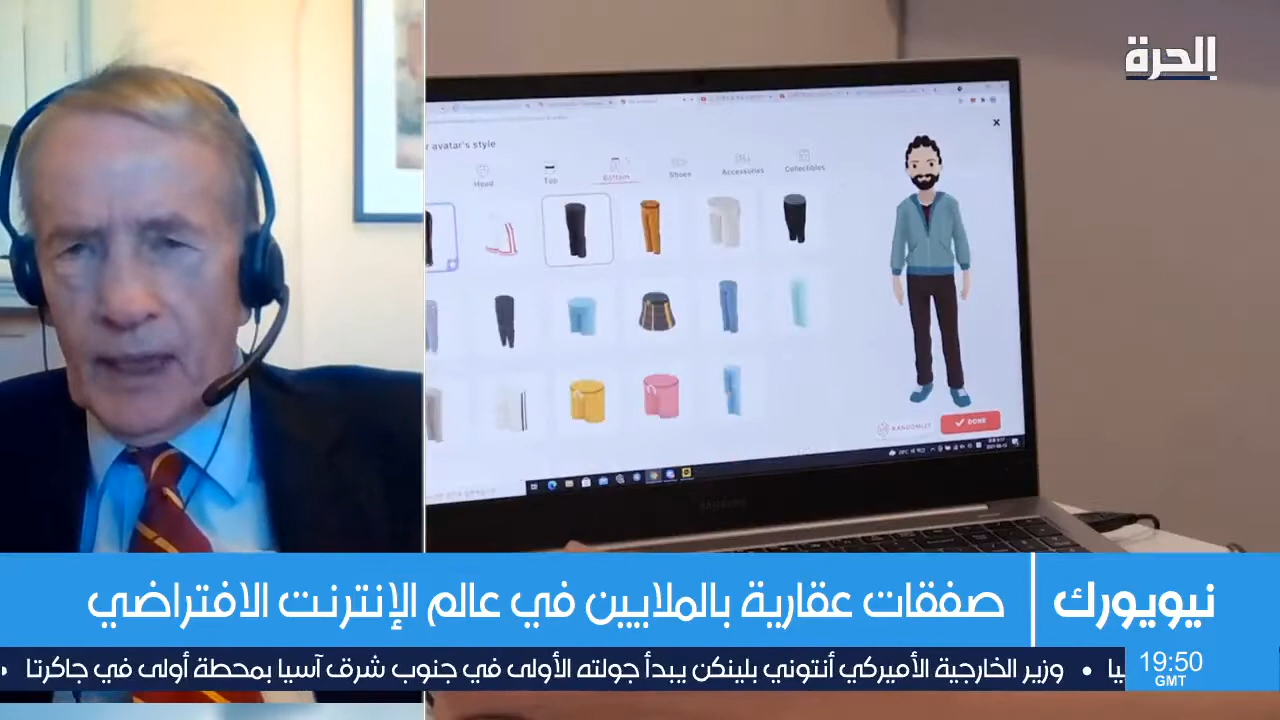 الحرة
r avatar's style
Head Top Bottom Shoes Accessories Collectibles
RANDOMIZE DONE
SAMSUNG
نيويورك
صفقات عقارية بالملايين في عالم الإنترنت الافتراضي
يا • وزير الخارجية الأميركي أنتوني بلينكن يبدأ جولته الأولى في جنوب شرق آسيا بمحطة أولى في جاكرتا •
19:50
GMT